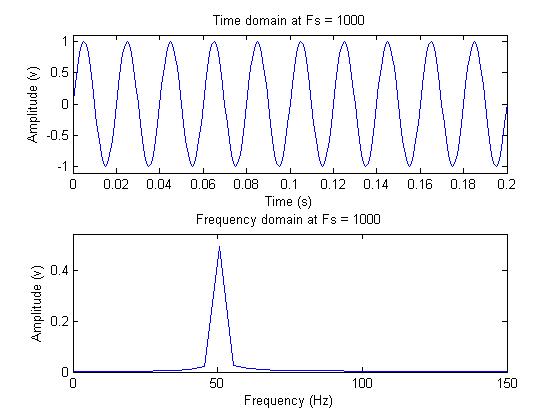 Time domain at Fs = 1000
Amplitude (v)
1
0.5
0
-0.5
-1
0 0.02 0.04 0.06 0.08 0.1 0.12 0.14 0.16 0.18 0.2
Time (s)
Frequency domain at Fs = 1000
Amplitude (v)
0.4
0.2
0
0 50 100 150
Frequency (Hz)